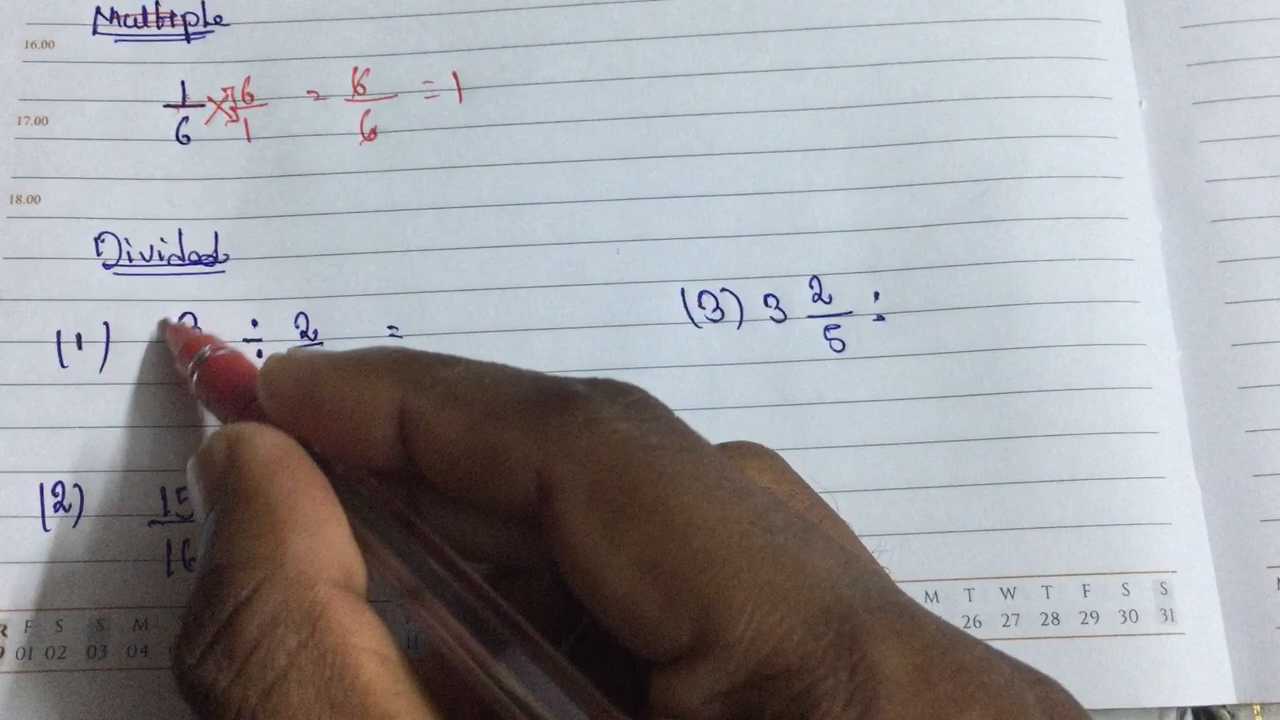 Multiple
16.00
1/6 × 6/1 = 6/6 = 1
17.00
18.00
Divided
(1) ÷ 2 =
(3) 3 2/5 ÷
(2) 15
16
M T W T F S S
26 27 28 29 30 31
F S S M
01 02 03 04